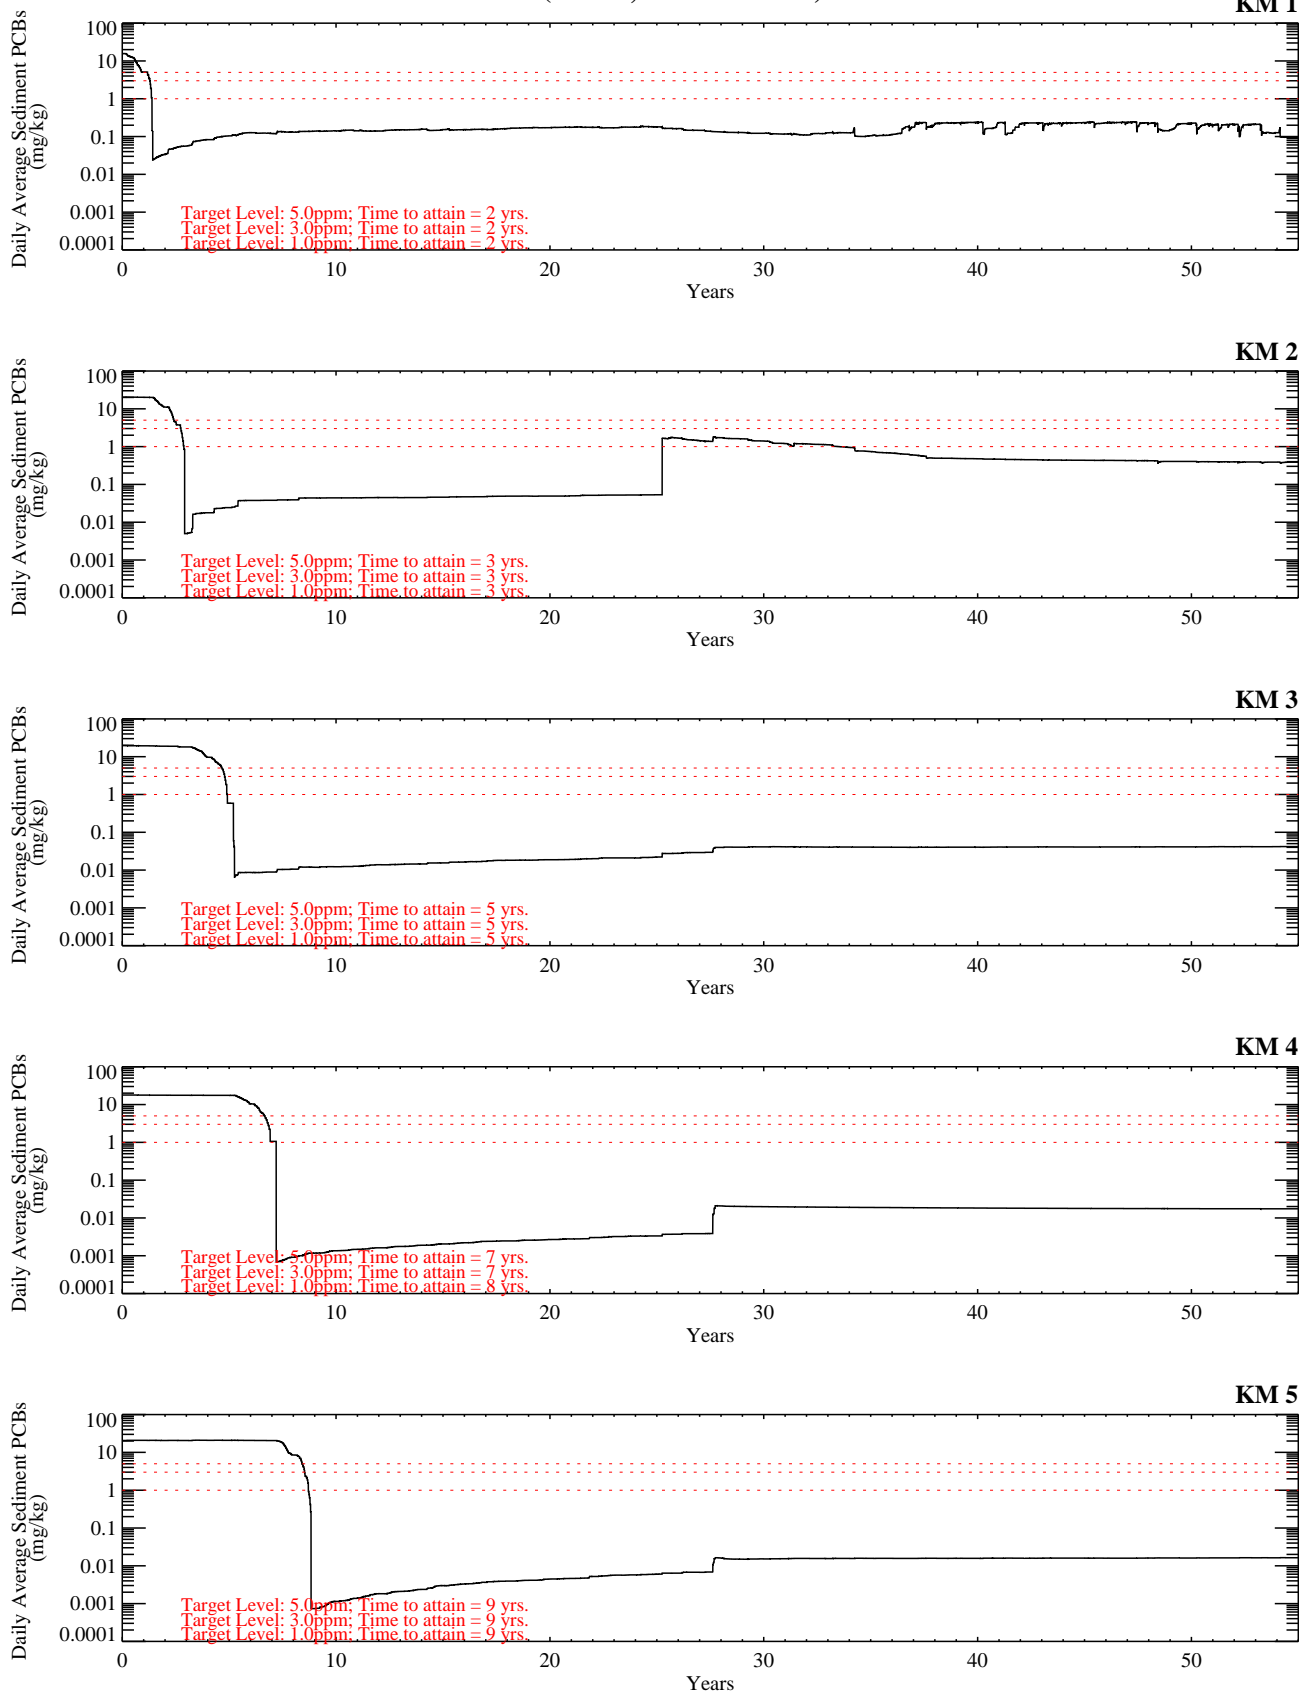 KM 1
Daily Average Sediment PCBs
(mg/kg)
100
10
1
0.1
0.01
0.001
0.0001
Target Level: 5.0ppm; Time to attain = 2 yrs.
Target Level: 3.0ppm; Time to attain = 2 yrs.
Target Level: 1.0ppm; Time to attain = 2 yrs.
0 10 20 30 40 50
Years
KM 2
Daily Average Sediment PCBs
(mg/kg)
100
10
1
0.1
0.01
0.001
0.0001
Target Level: 5.0ppm; Time to attain = 3 yrs.
Target Level: 3.0ppm; Time to attain = 3 yrs.
Target Level: 1.0ppm; Time to attain = 3 yrs.
0 10 20 30 40 50
Years
KM 3
Daily Average Sediment PCBs
(mg/kg)
100
10
1
0.1
0.01
0.001
0.0001
Target Level: 5.0ppm; Time to attain = 5 yrs.
Target Level: 3.0ppm; Time to attain = 5 yrs.
Target Level: 1.0ppm; Time to attain = 5 yrs.
0 10 20 30 40 50
Years
KM 4
Daily Average Sediment PCBs
(mg/kg)
100
10
1
0.1
0.01
0.001
0.0001
Target Level: 5.0ppm; Time to attain = 7 yrs.
Target Level: 3.0ppm; Time to attain = 7 yrs.
Target Level: 1.0ppm; Time to attain = 8 yrs.
0 10 20 30 40 50
Years
KM 5
Daily Average Sediment PCBs
(mg/kg)
100
10
1
0.1
0.01
0.001
0.0001
Target Level: 5.0ppm; Time to attain = 9 yrs.
Target Level: 3.0ppm; Time to attain = 9 yrs.
Target Level: 1.0ppm; Time to attain = 9 yrs.
0 10 20 30 40 50
Years